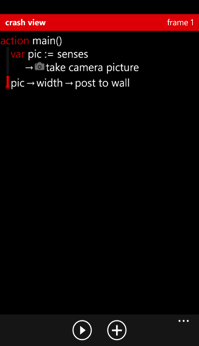 crash view frame 1
action main()
var pic := senses
→ take camera picture
pic → width → post to wall